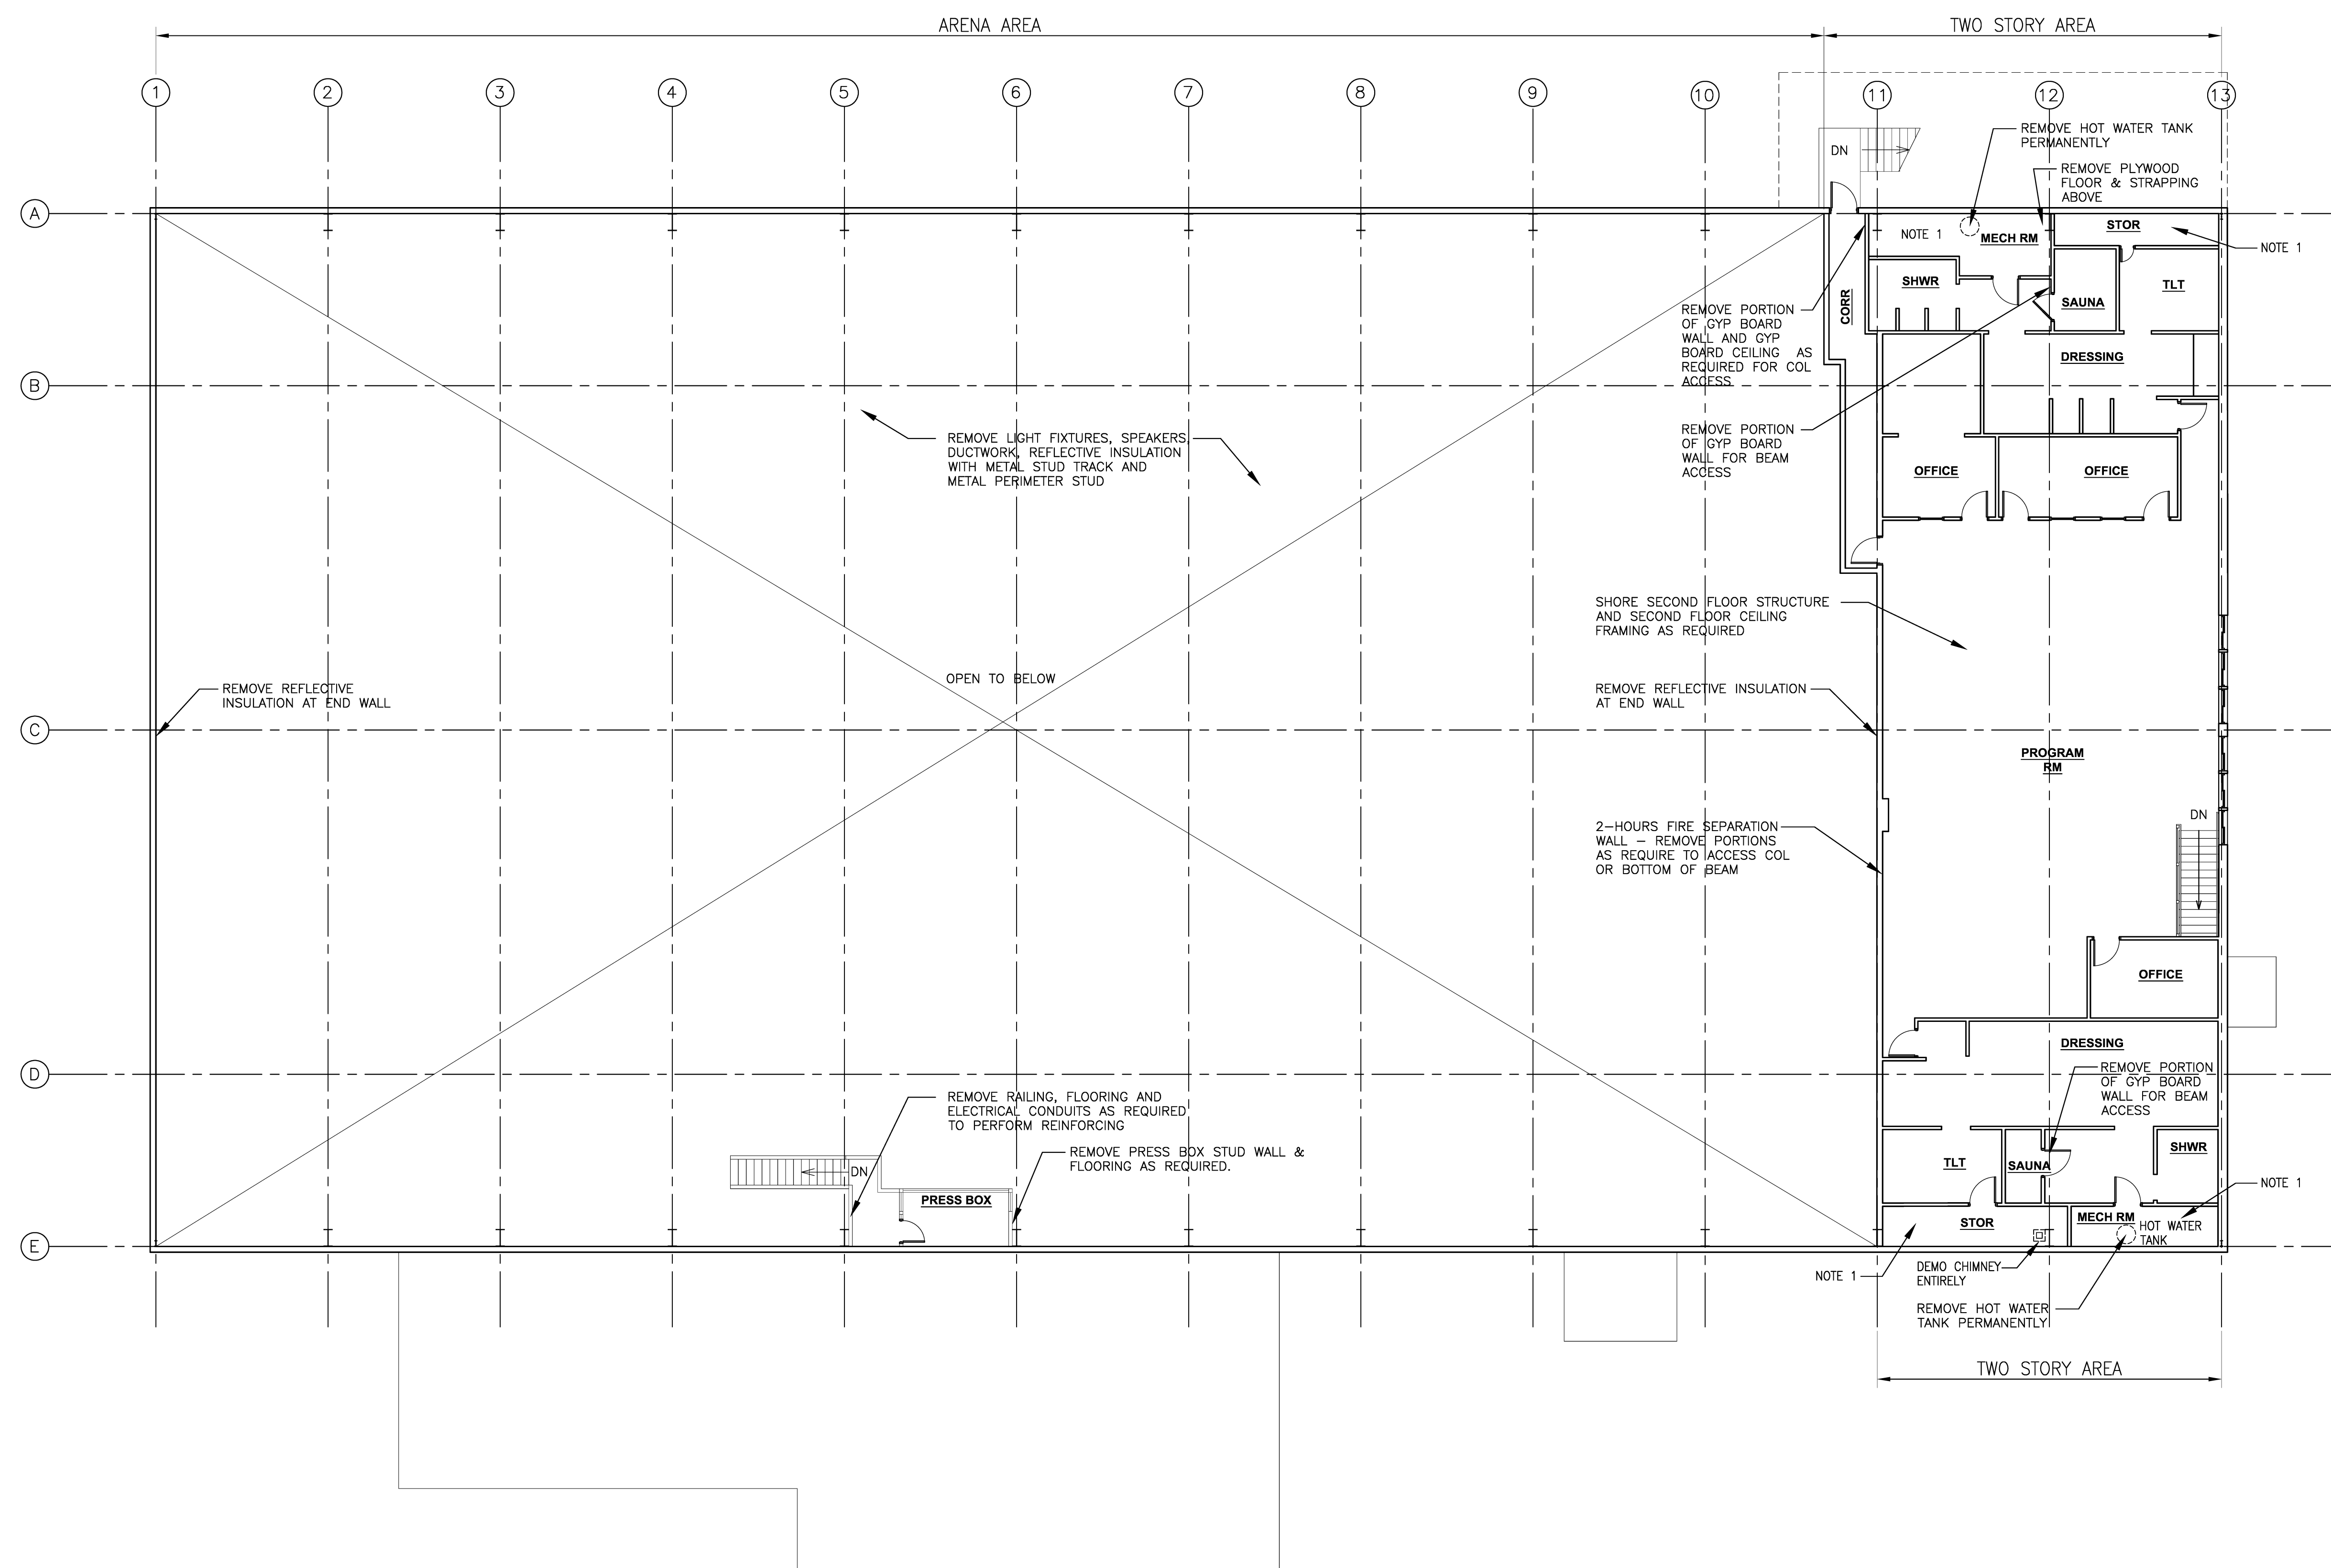 ARENA AREA
TWO STORY AREA
1
2
3
4
5
6
7
8
9
10
11
12
13
REMOVE HOT WATER TANK
PERMANENTLY
DN
REMOVE PLYWOOD
FLOOR & STRAPPING
ABOVE
A
NOTE 1
MECH RM
STOR
NOTE 1
SHWR
SAUNA
TLT
CORR
REMOVE PORTION
OF GYP BOARD
WALL AND GYP
BOARD CEILING AS
REQUIRED FOR COL
ACCESS
DRESSING
B
REMOVE LIGHT FIXTURES, SPEAKERS,
DUCTWORK, REFLECTIVE INSULATION
WITH METAL STUD TRACK AND
METAL PERIMETER STUD
REMOVE PORTION
OF GYP BOARD
WALL FOR BEAM
ACCESS
OFFICE
OFFICE
SHORE SECOND FLOOR STRUCTURE
AND SECOND FLOOR CEILING
FRAMING AS REQUIRED
OPEN TO BELOW
REMOVE REFLECTIVE
INSULATION AT END WALL
REMOVE REFLECTIVE INSULATION
AT END WALL
C
PROGRAM
RM
2-HOURS FIRE SEPARATION
WALL - REMOVE PORTIONS
AS REQUIRE TO ACCESS COL
OR BOTTOM OF BEAM
DN
OFFICE
DRESSING
D
REMOVE PORTION
OF GYP BOARD
WALL FOR BEAM
ACCESS
REMOVE RAILING, FLOORING AND
ELECTRICAL CONDUITS AS REQUIRED
TO PERFORM REINFORCING
REMOVE PRESS BOX STUD WALL &
FLOORING AS REQUIRED.
DN
PRESS BOX
TLT
SAUNA
SHWR
NOTE 1
STOR
MECH RM
HOT WATER
TANK
E
NOTE 1
DEMO CHIMNEY
ENTIRELY
REMOVE HOT WATER
TANK PERMANENTLY
TWO STORY AREA